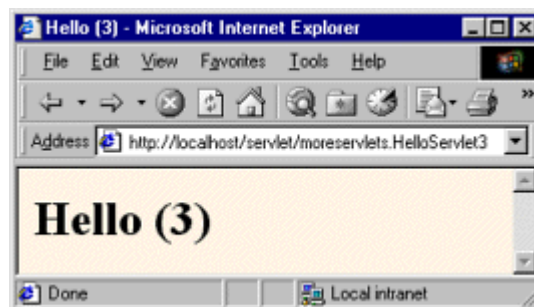 Hello (3) - Microsoft Internet Explorer
File Edit View Favorites Tools Help
»
Address http://localhost/servlet/moreservlets.HelloServlet3
Hello (3)
Done Local intranet